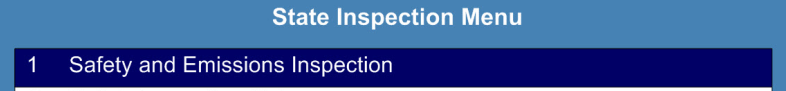 State Inspection Menu
1 Safety and Emissions Inspection